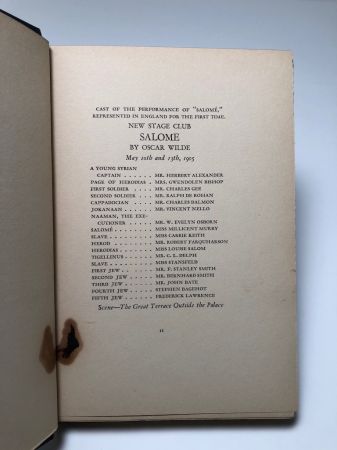 CAST OF THE PERFORMANCE OF "SALOMÉ,"
REPRESENTED IN ENGLAND FOR THE FIRST TIME.
NEW STAGE CLUB
SALOME
BY OSCAR WILDE
May 10th and 13th, 1905
A YOUNG SYRIAN
CAPTAIN . . . . . . MR. HERBERT ALEXANDER
PAGE OF HERODIAS . MRS. GWENDOLEN BISHOP
FIRST SOLDIER . . . . MR. CHARLES GEE
SECOND SOLDIER . . . MR. RALPH DE ROHAN
CAPPADOCIAN . . . . MR. CHARLES DALMON
JOKANAAN . . . . . . MR. VINCENT NELLO
NAAMAN, THE EXE-
CUTIONER . . . . . MR. W. EVELYN OSBORN
SALOMÉ . . . . . . . MISS MILLICENT MURBY
SLAVE . . . . . . . . MISS CARRIE KEITH
HEROD . . . . . . . MR. ROBERT FARQUHARSON
HERODIAS . . . . . . MISS LOUISE SALOM
TIGELLINUS . . . . . MR. C. L. DELPH
SLAVE . . . . . . . . MISS STANSFELD
FIRST JEW . . . . . . MR. F. STANLEY SMITH
SECOND JEW . . . . . MR. BERNHARD SMITH
THIRD JEW . . . . . MR. JOHN BATE
FOURTH JEW . . . . . STEPHEN BAGEHOT
FIFTH JEW . . . . . . FREDERICK LAWRENCE
Scene—The Great Terrace Outside the Palace
11